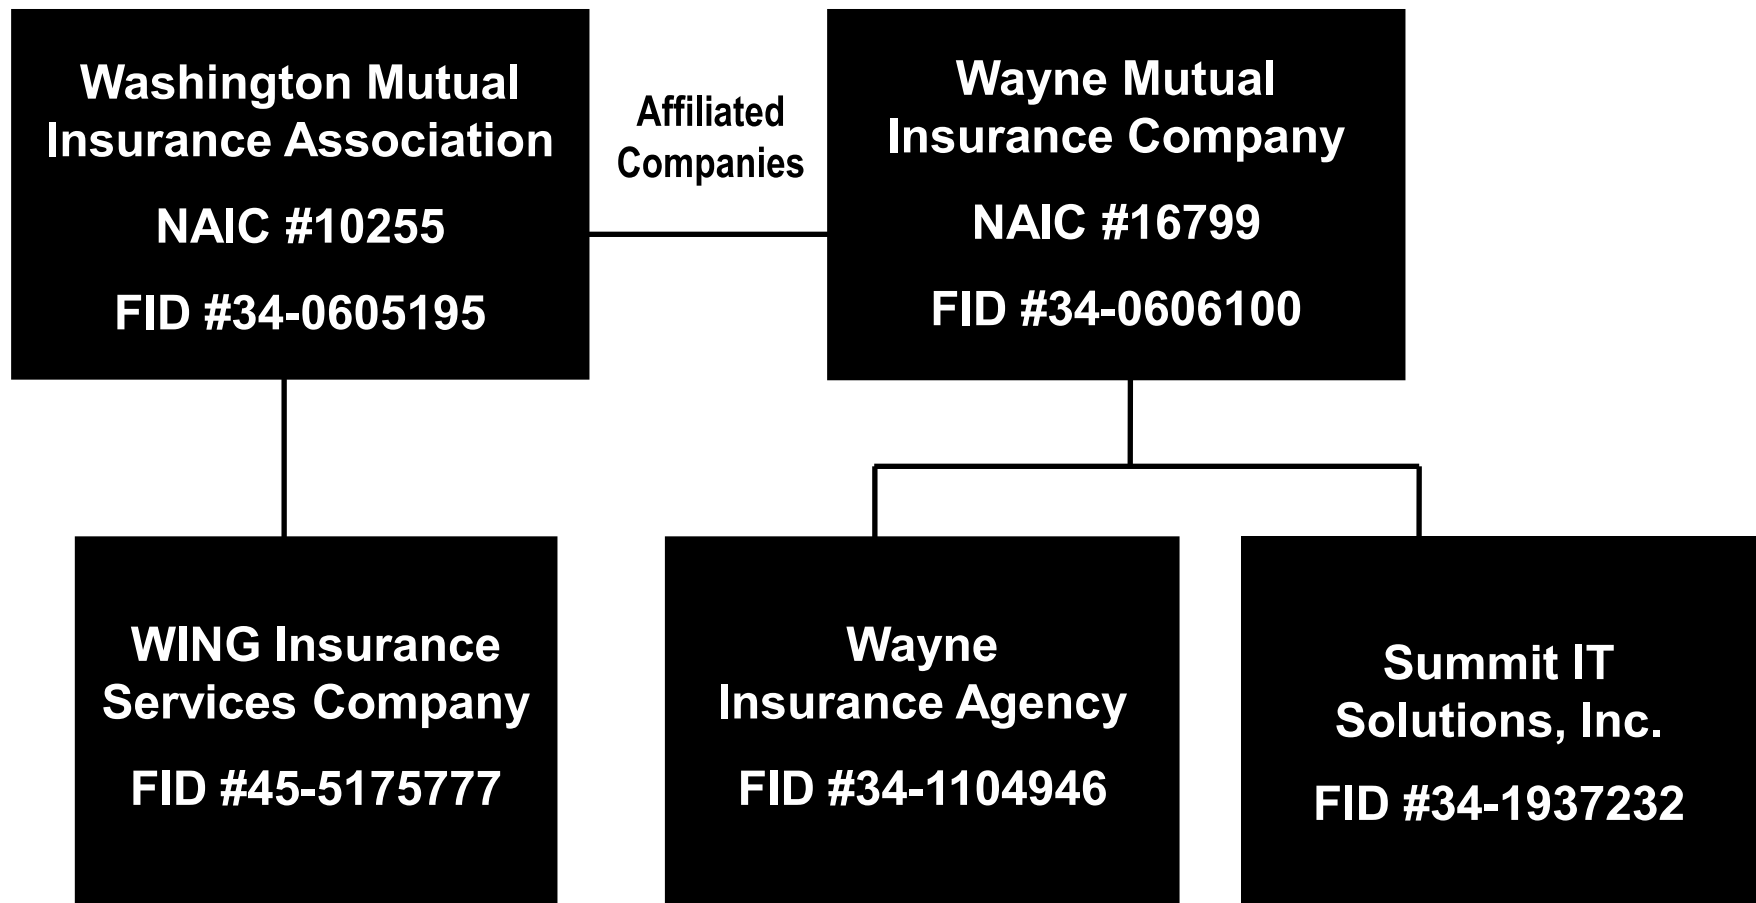 Washington Mutual
Insurance Association
NAIC #10255
FID #34-0605195
Affiliated
Companies
Wayne Mutual
Insurance Company
NAIC #16799
FID #34-0606100
WING Insurance
Services Company
FID #45-5175777
Wayne
Insurance Agency
FID #34-1104946
Summit IT
Solutions, Inc.
FID #34-1937232